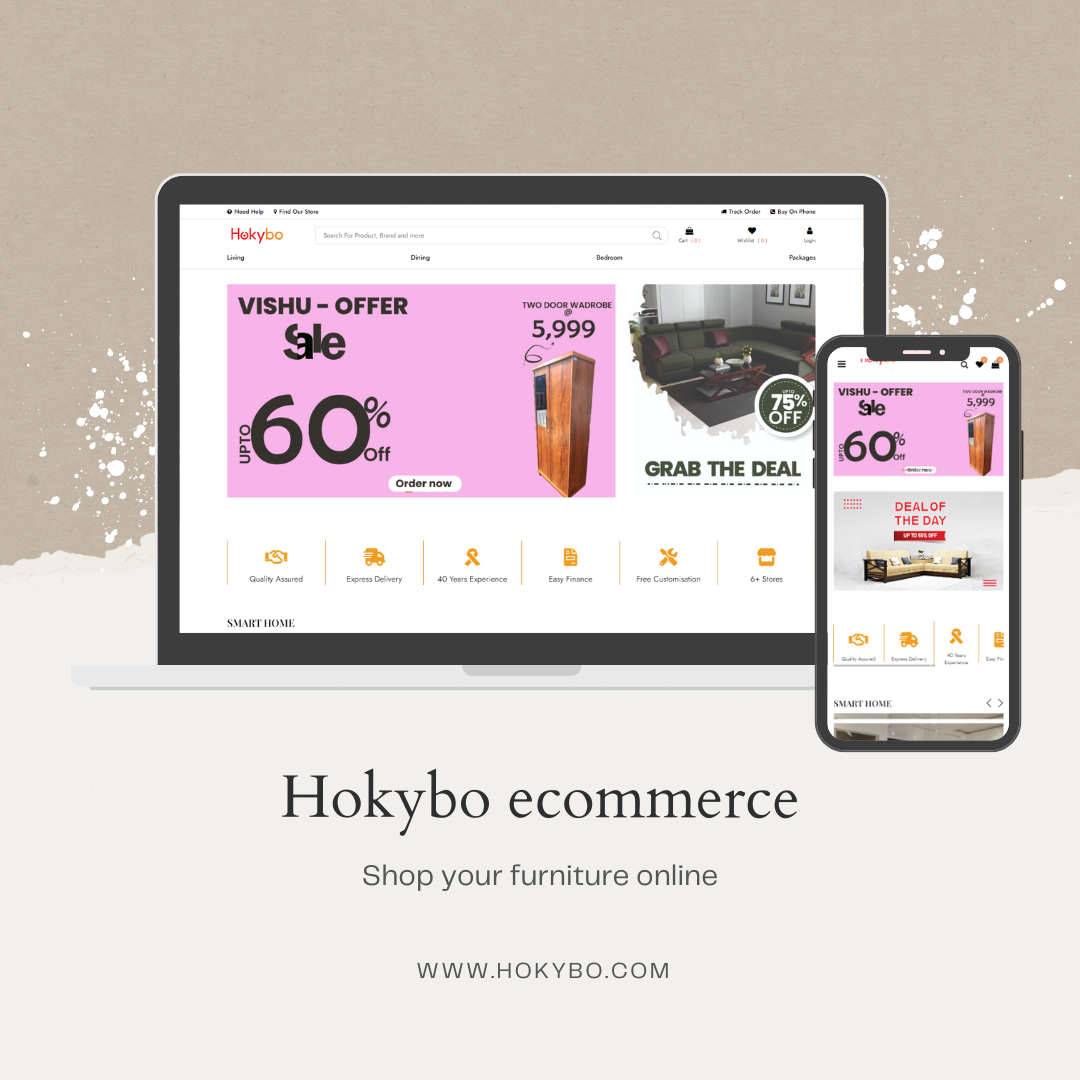 Need Help Find Our Store Track Order Buy On Phone
Hokybo
Search For Product, Brand and more
Cart ( 0 ) Wishlist ( 0 ) Login
Living Dining Bedroom Packages
VISHU - OFFER
Sale
UPTO 60% Off
TWO DOOR WADROBE
@
5,999
Order now
UPTO
75%
OFF
GRAB THE DEAL
Quality Assured Express Delivery 40 Years Experience Easy Finance Free Customisation 6+ Stores
SMART HOME
VISHU - OFFER
Sale
UPTO 60% Off
TWO DOOR WADROBE
@
5,999
Order now
DEAL OF
THE DAY
UP TO 55% OFF
Quality Assured Express Delivery 40 Years Experience Easy Fin
SMART HOME
Hokybo ecommerce
Shop your furniture online
WWW.HOKYBO.COM